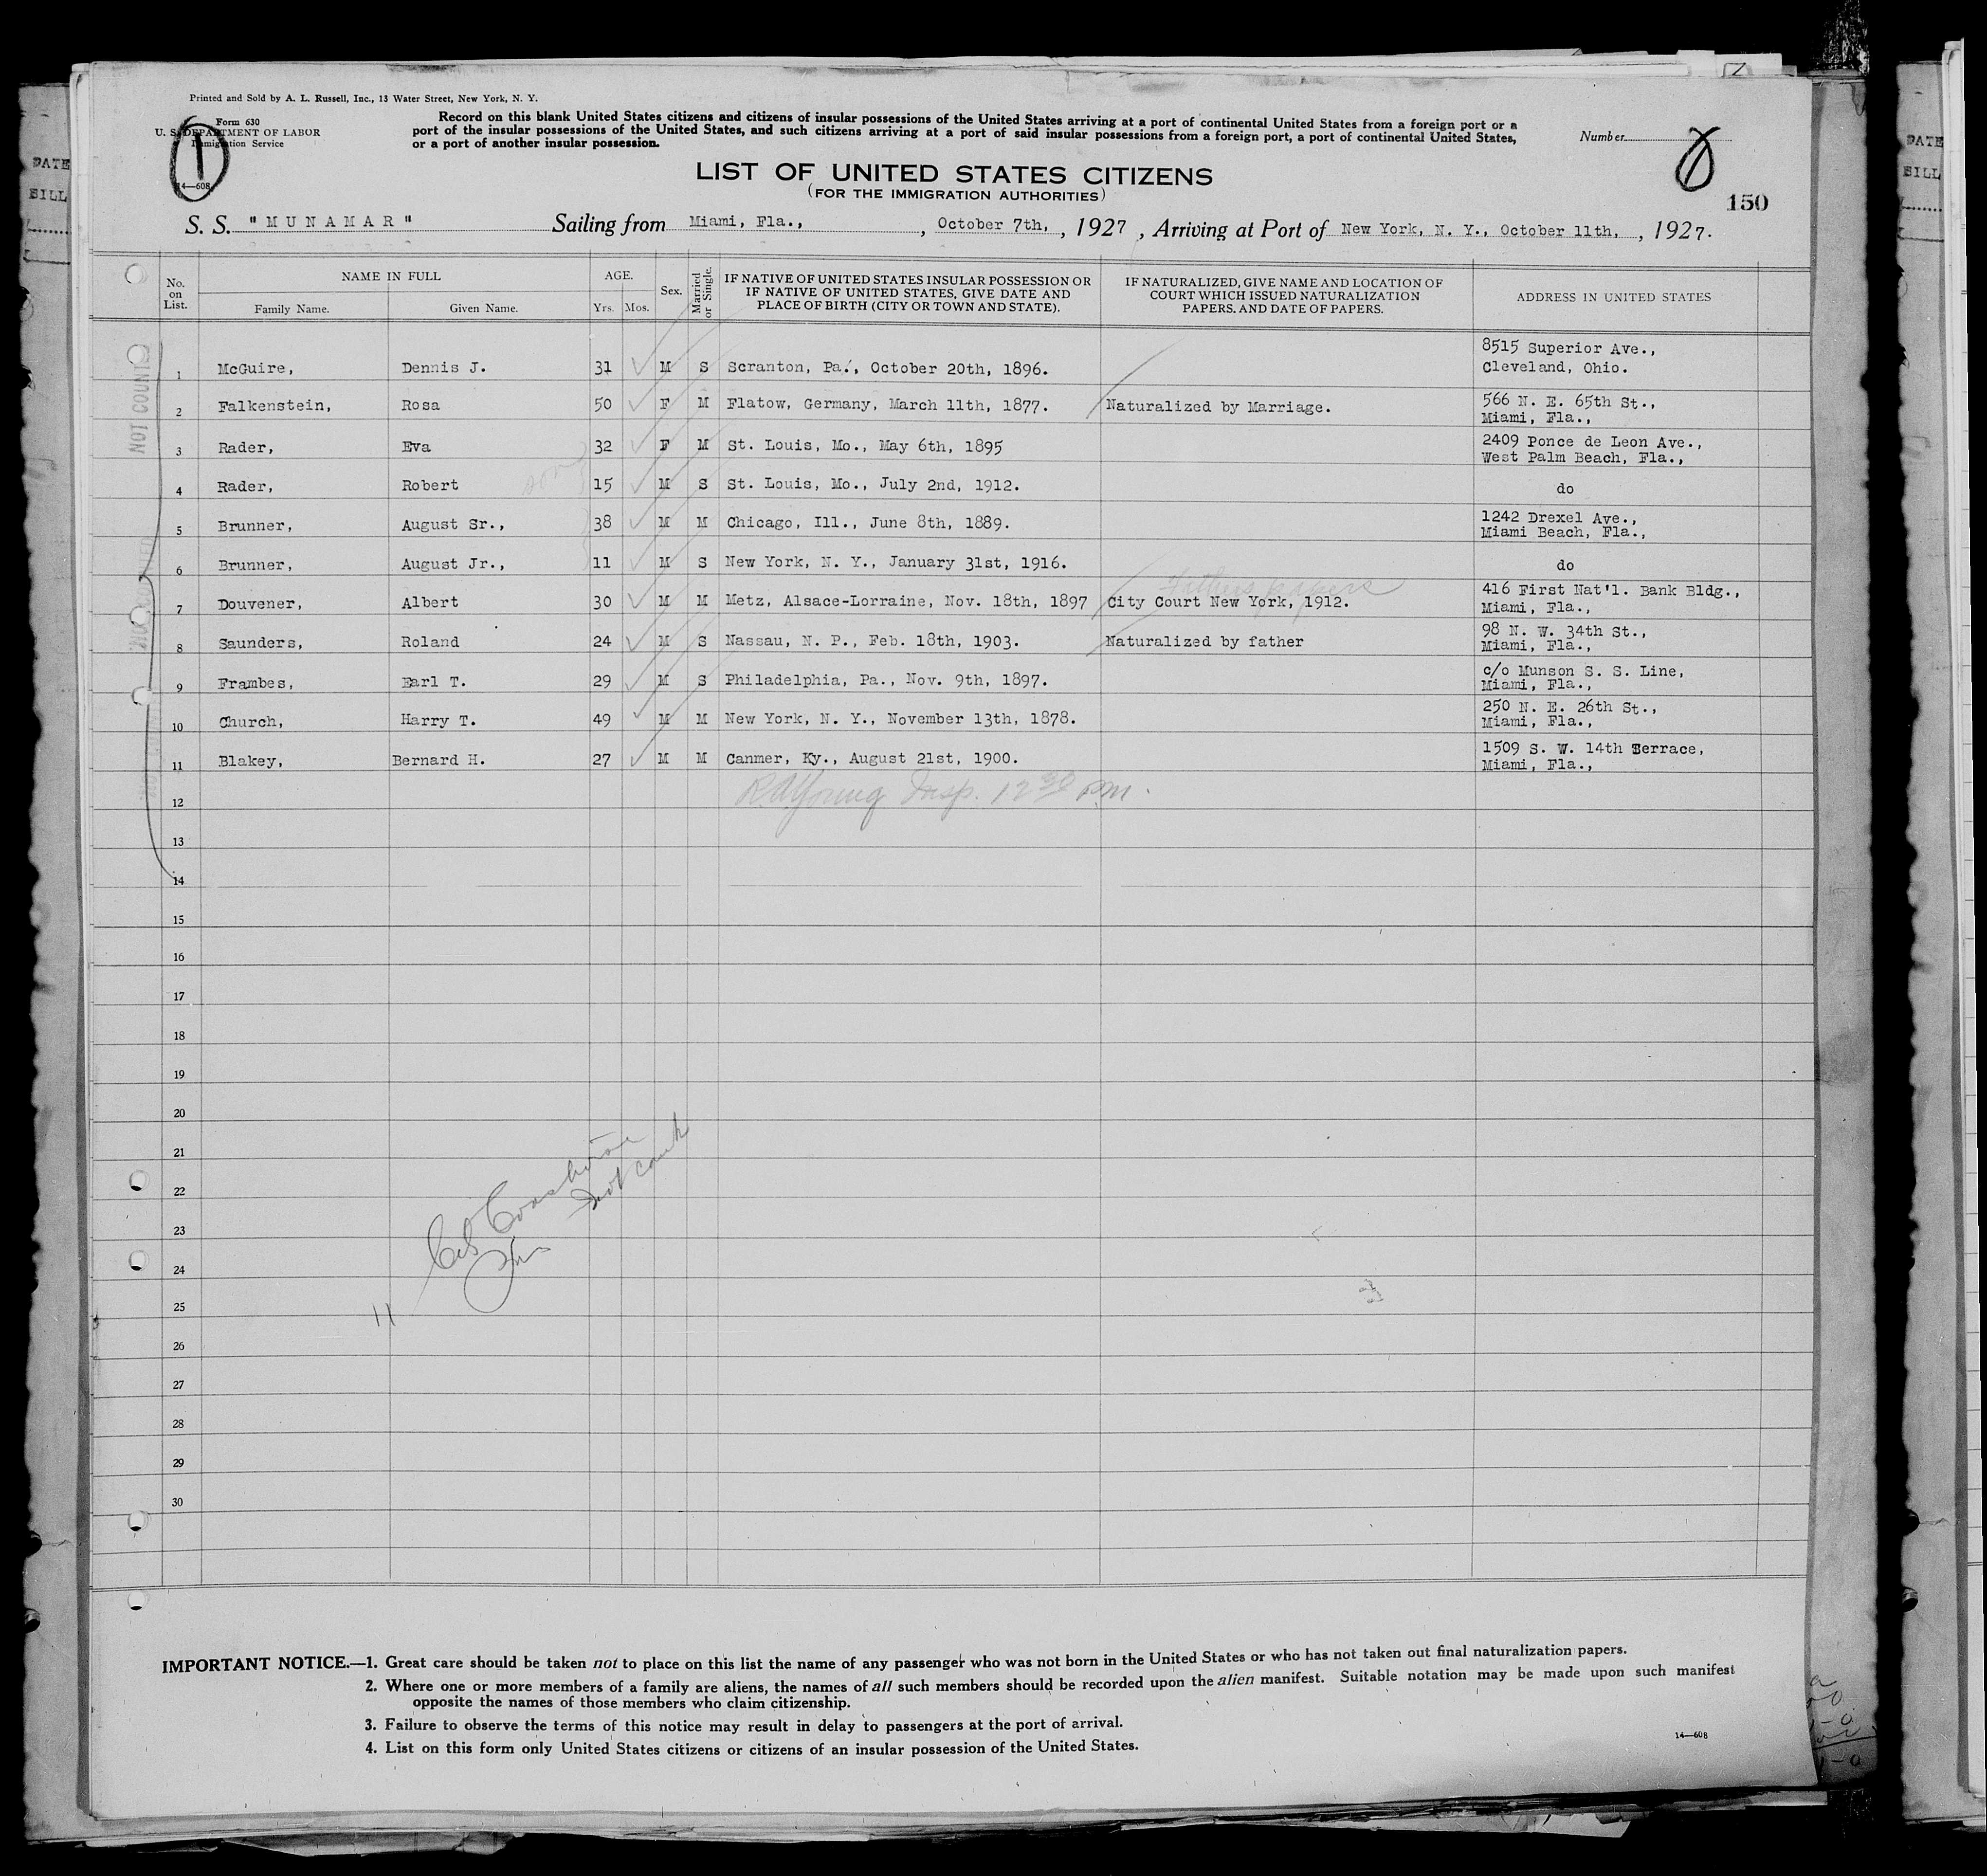 Printed and Sold by A. L. Russell, Inc., 13 Water Street, New York, N. Y.
Form 630
U. S. DEPARTMENT OF LABOR
Immigration Service
14—608
1
Record on this blank United States citizens and citizens of insular possessions of the United States arriving at a port of continental United States from a foreign port or a
port of the insular possessions of the United States, and such citizens arriving at a port of said insular possessions from a foreign port, a port of continental United States,
or a port of another insular possession.
Number
150
LIST OF UNITED STATES CITIZENS
(FOR THE IMMIGRATION AUTHORITIES)
S. S. "MUNAMAR" Sailing from Miami, Fla., , October 7th, , 1927 , Arriving at Port of New York, N. Y., October 11th, , 1927.
No. on List. NAME IN FULL Family Name. Given Name. AGE. Yrs. Mos. Sex. Married or Single. IF NATIVE OF UNITED STATES INSULAR POSSESSION OR IF NATIVE OF UNITED STATES, GIVE DATE AND PLACE OF BIRTH (CITY OR TOWN AND STATE). IF NATURALIZED, GIVE NAME AND LOCATION OF COURT WHICH ISSUED NATURALIZATION PAPERS. AND DATE OF PAPERS. ADDRESS IN UNITED STATES
NOT COUNTED
1 McGuire, Dennis J. 31 M S Scranton, Pa., October 20th, 1896. 8515 Superior Ave., Cleveland, Ohio.
2 Falkenstein, Rosa 50 F M Flatow, Germany, March 11th, 1877. Naturalized by Marriage. 566 N. E. 65th St., Miami, Fla.,
3 Rader, Eva 32 F M St. Louis, Mo., May 6th, 1895 2409 Ponce de Leon Ave., West Palm Beach, Fla.,
4 Rader, Robert son 15 M S St. Louis, Mo., July 2nd, 1912. do
5 Brunner, August Sr., 38 M M Chicago, Ill., June 8th, 1889. 1242 Drexel Ave., Miami Beach, Fla.,
6 Brunner, August Jr., 11 M S New York, N. Y., January 31st, 1916. do
Fathers papers
7 Douvener, Albert 30 M M Metz, Alsace-Lorraine, Nov. 18th, 1897 City Court New York, 1912. 416 First Nat'l. Bank Bldg., Miami, Fla.,
8 Saunders, Roland 24 M S Nassau, N. P., Feb. 18th, 1903. Naturalized by father 98 N. W. 34th St., Miami, Fla.,
9 Frambes, Earl T. 29 M S Philadelphia, Pa., Nov. 9th, 1897. c/o Munson S. S. Line, Miami, Fla.,
10 Church, Harry T. 49 M M New York, N. Y., November 13th, 1878. 250 N. E. 26th St., Miami, Fla.,
11 Blakey, Bernard H. 27 M M Canmer, Ky., August 21st, 1900. 1509 S. W. 14th Terrace, Miami, Fla.,
12 Young Insp. 12 30 PM.
13
14
15
16
17
18
19
20
21
22
23
24
25
11
26
27
28
29
30
IMPORTANT NOTICE.—1. Great care should be taken not to place on this list the name of any passenger who was not born in the United States or who has not taken out final naturalization papers.
2. Where one or more members of a family are aliens, the names of all such members should be recorded upon the alien manifest. Suitable notation may be made upon such manifest
opposite the names of those members who claim citizenship.
3. Failure to observe the terms of this notice may result in delay to passengers at the port of arrival.
4. List on this form only United States citizens or citizens of an insular possession of the United States.
14—608
DATE
BILL
DATE
BILL